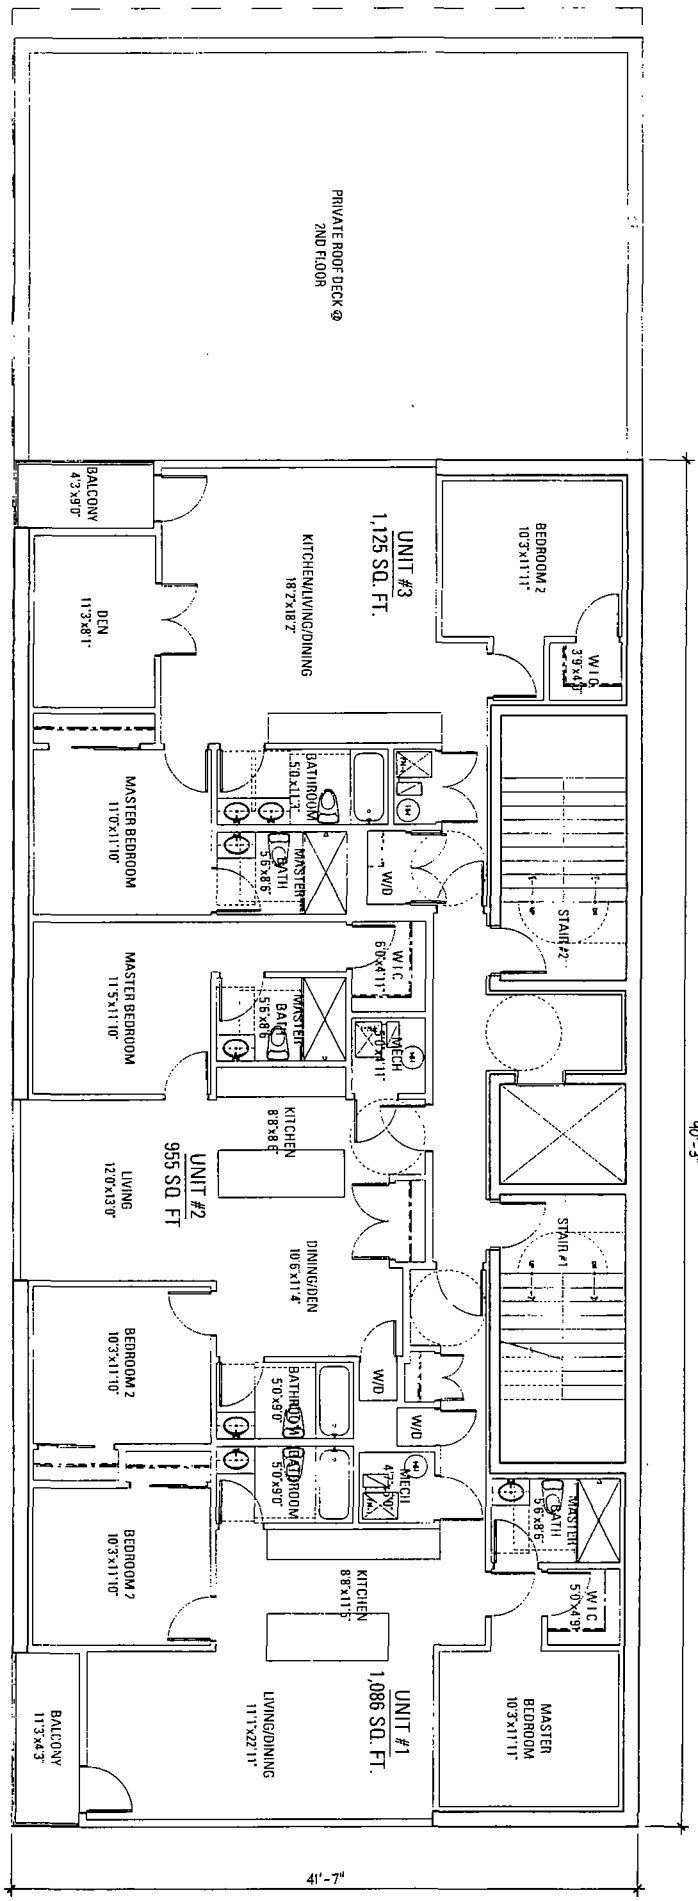 PRIVATE ROOF DECK @
2ND FLOOR
BALCONY
4'3"x9'0"
DEN
11'3"x8'1"
KITCHEN/LIVING/DINING
18'2"x18'2"
UNIT #3
1,125 SQ. FT.
BEDROOM 2
10'3"x11'11"
WIC
MASTER BEDROOM
11'0"x11'10"
BATHROOM
5'0"x11'3"
MASTER
BATH
5'6"x8'6"
W/D
STAIR #2
MASTER BEDROOM
11'5"x11'10"
MASTER
BATH
5'6"x8'6"
WIC
6'0"x4'11"
MECH
5'0"x4'11"
KITCHEN
8'8"x8'6"
LIVING
12'0"x13'0"
UNIT #2
955 SQ. FT
DINING/DEN
10'6"x11'4"
STAIR #1
90'-3"
BEDROOM 2
10'3"x11'10"
BATHROOM
5'0"x9'0"
W/D
W/D
BATHROOM
5'0"x9'0"
MECH
BEDROOM 2
10'3"x11'10"
MASTER
BATH
5'6"x8'6"
WIC
5'0"x4'9"
KITCHEN
8'8"x11'5"
UNIT #1
1,086 SQ. FT.
LIVING/DINING
11'1"x22'11"
MASTER
BEDROOM
10'3"x11'11"
BALCONY
11'3"x4'3"
41'-7"